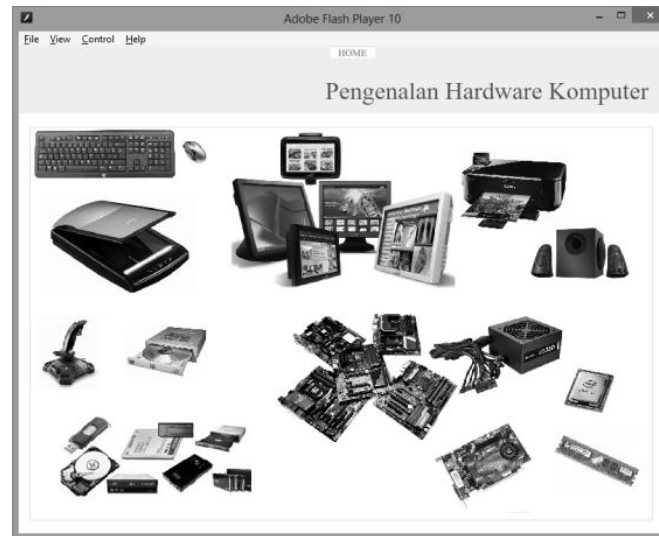 Adobe Flash Player 10
File View Control Help
HOME
Pengenalan Hardware Komputer